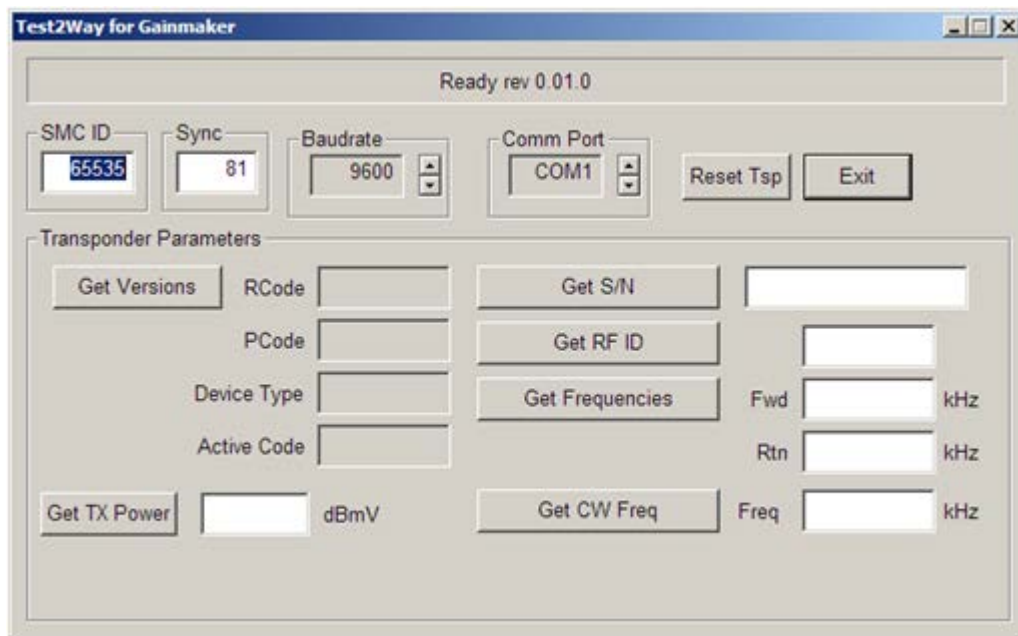 Test2Way for Gainmaker
Ready rev 0.01.0
SMC ID Sync Baudrate Comm Port
65535 81 9600 COM1 Reset Tsp Exit
Transponder Parameters
Get Versions RCode Get S/N
PCode Get RF ID
Device Type Get Frequencies Fwd kHz
Active Code Rtn kHz
Get TX Power dBmV Get CW Freq Freq kHz